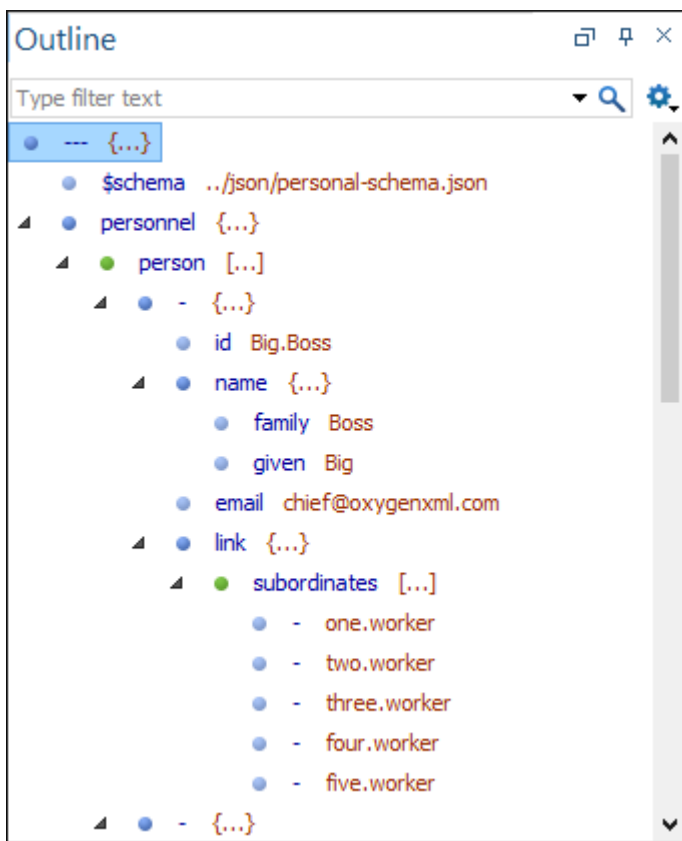 Outline
Type filter text
--- {...}
$schema ../json/personal-schema.json
personnel {...}
person [...]
- {...}
id Big.Boss
name {...}
family Boss
given Big
email chief@oxygenxml.com
link {...}
subordinates [...]
- one.worker
- two.worker
- three.worker
- four.worker
- five.worker
- {...}